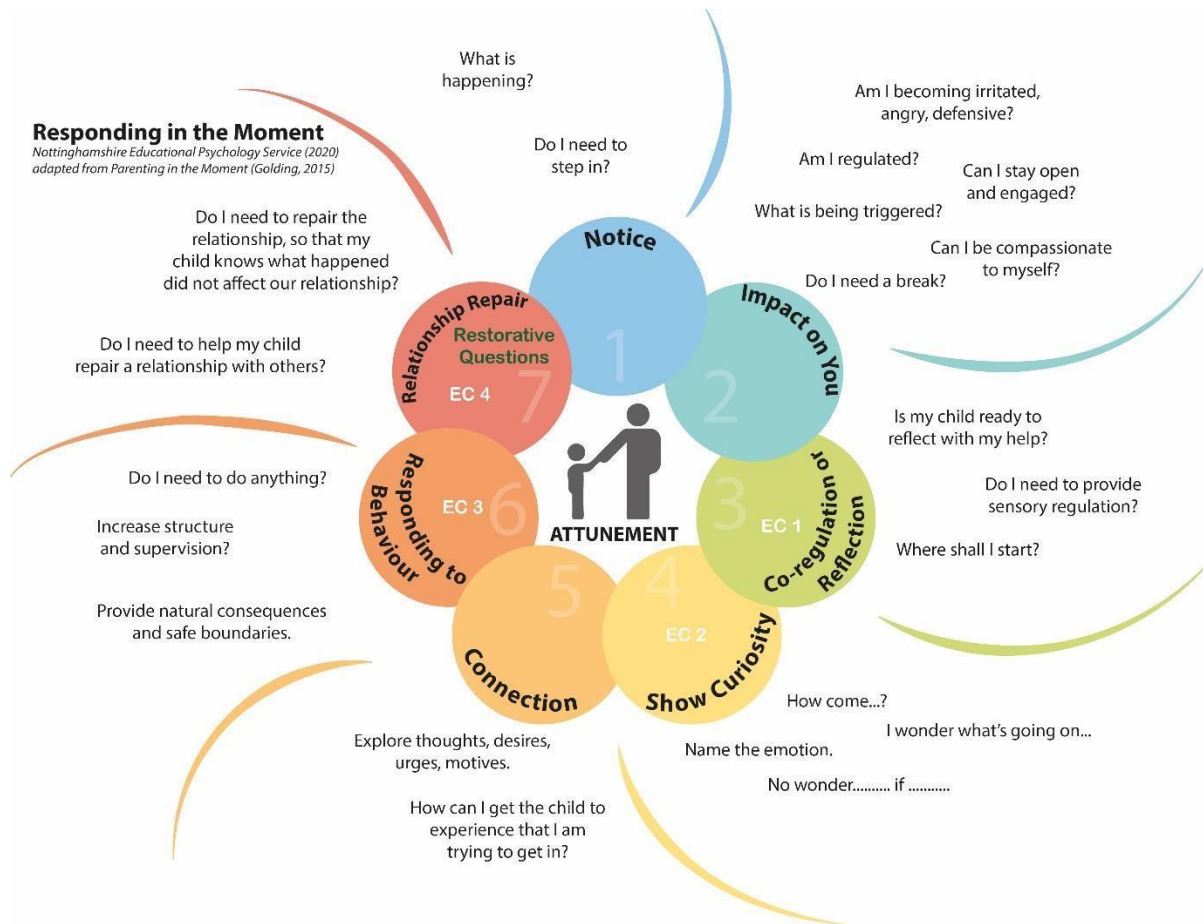 Responding in the Moment
Nottinghamshire Educational Psychology Service (2020)
adapted from Parenting in the Moment (Golding, 2015)
What is
happening?
Do I need to
step in?
Notice
1
Am I becoming irritated,
angry, defensive?
Am I regulated?
Can I stay open
and engaged?
What is being triggered?
Can I be compassionate
to myself?
Do I need a break?
Impact on You
2
Is my child ready to
reflect with my help?
Do I need to provide
sensory regulation?
Where shall I start?
Co-regulation or
Reflection
EC 1
3
Show Curiosity
EC 2
4
How come...?
I wonder what's going on...
Name the emotion.
No wonder.......... if ...........
Connection
5
Explore thoughts, desires,
urges, motives.
How can I get the child to
experience that I am
trying to get in?
Responding to
Behaviour
EC 3
6
Do I need to do anything?
Increase structure
and supervision?
Provide natural consequences
and safe boundaries.
Relationship Repair
Restorative
Questions
EC 4
7
Do I need to repair the
relationship, so that my
child knows what happened
did not affect our relationship?
Do I need to help my child
repair a relationship with others?
ATTUNEMENT